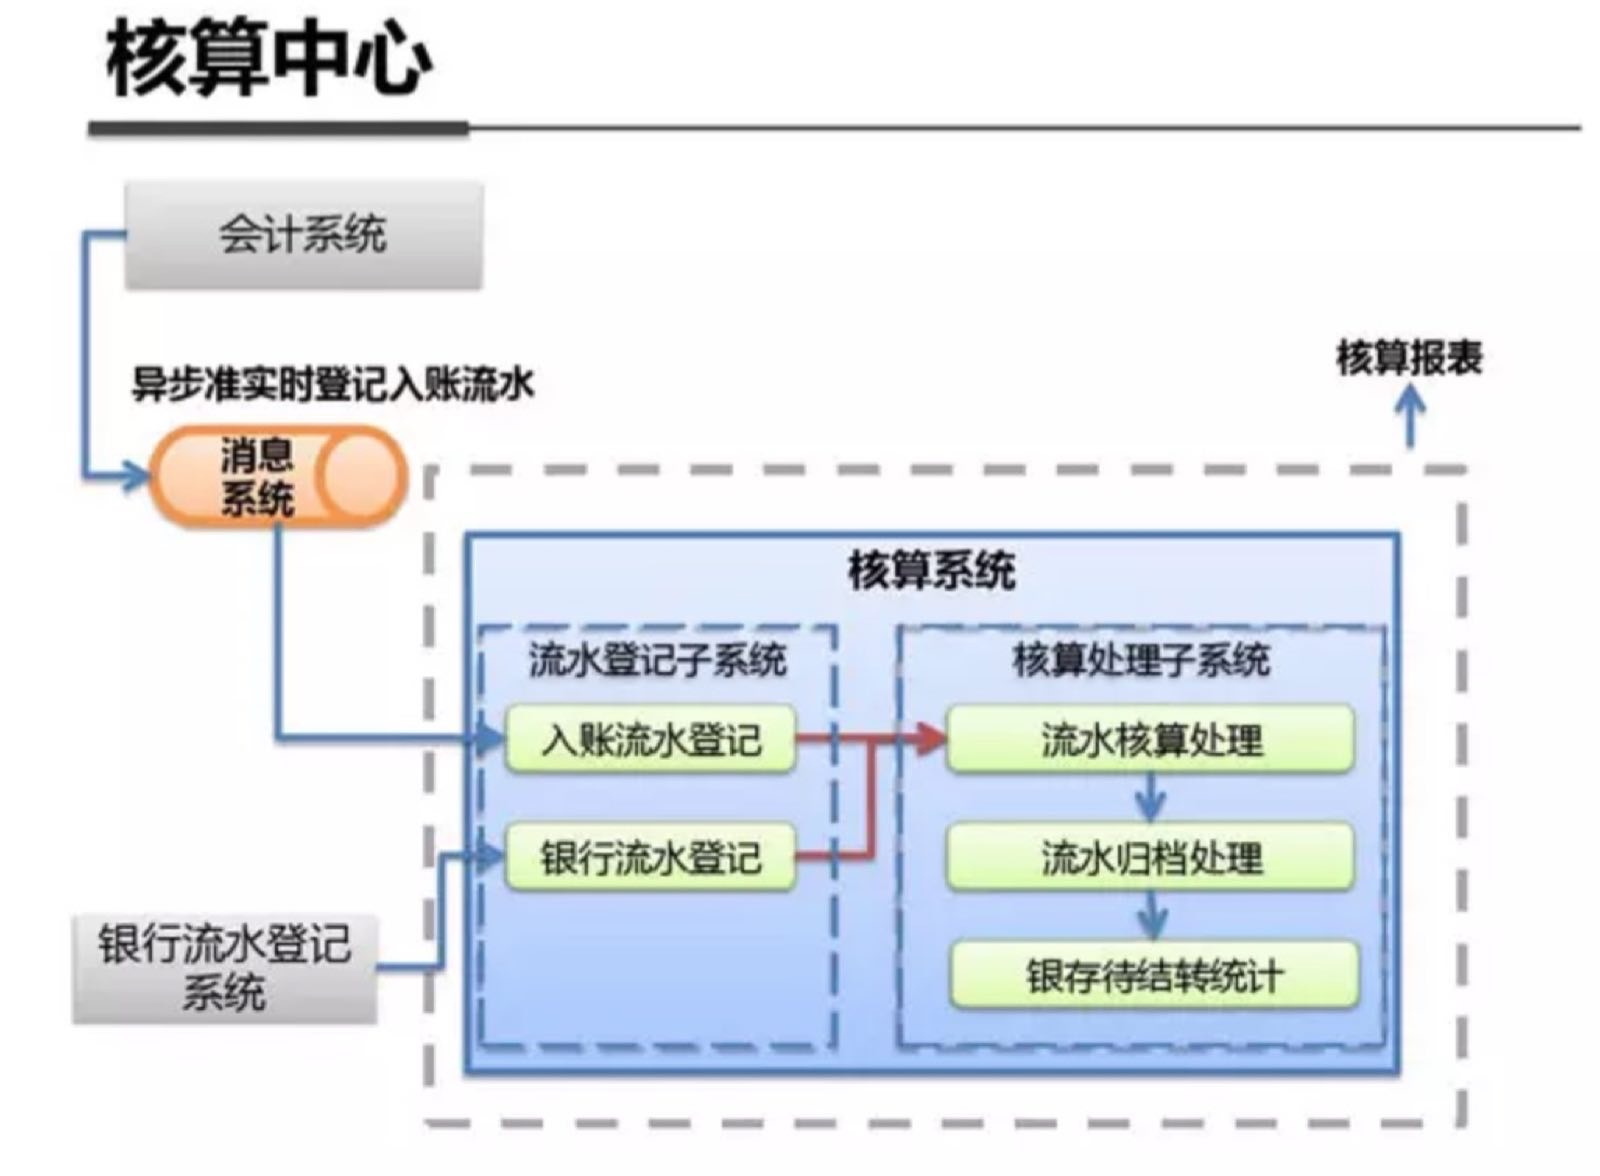 核算中心
会计系统
异步准实时登记入账流水
消息
系统
核算报表
核算系统
流水登记子系统
核算处理子系统
入账流水登记
流水核算处理
银行流水登记
流水归档处理
银行流水登记
系统
银存待结转统计